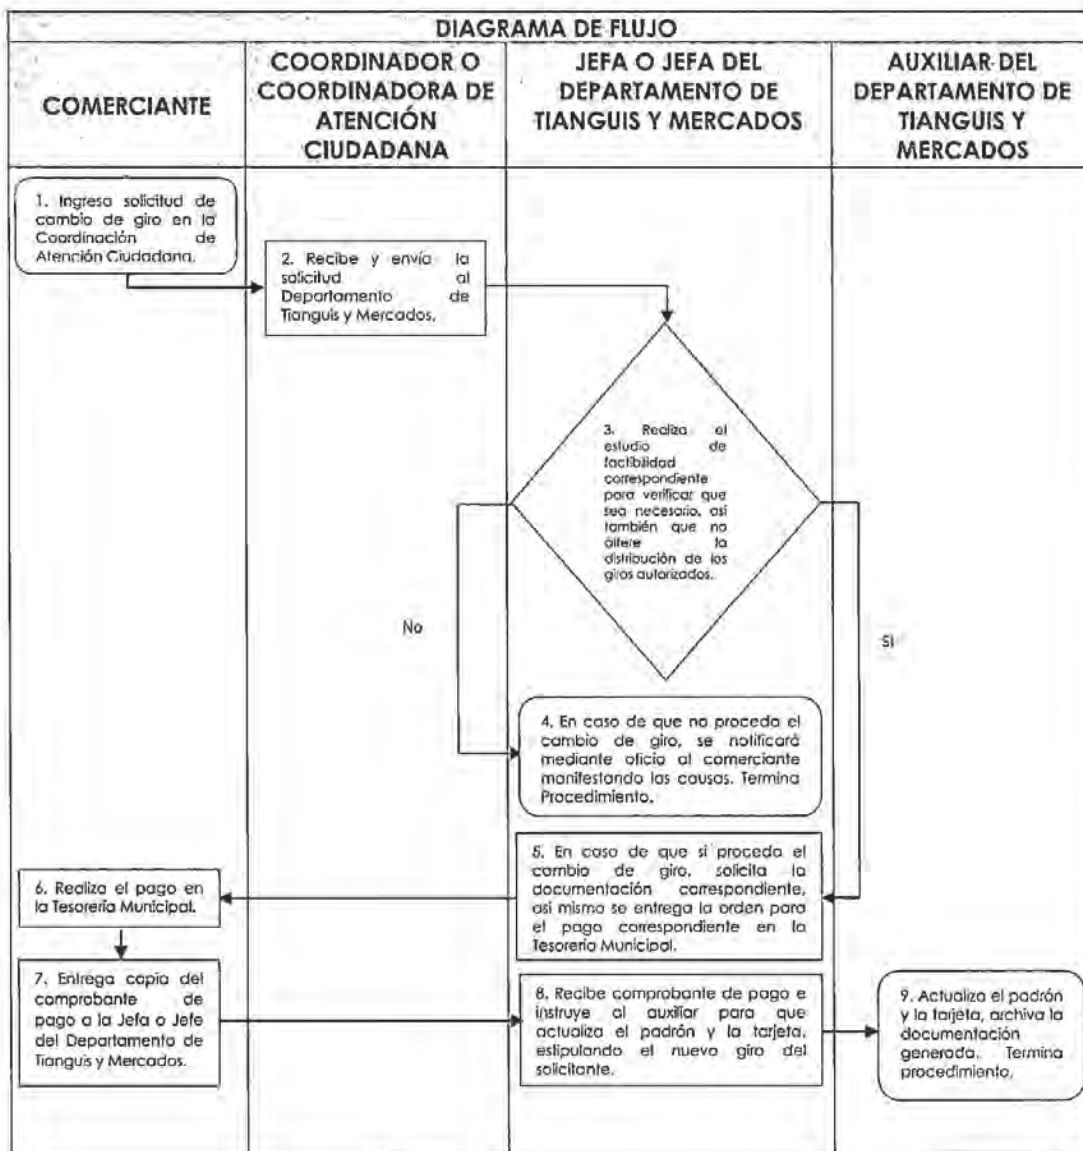 DIAGRAMA DE FLUJO
COMERCIANTE
COORDINADOR O
COORDINADORA DE
ATENCIÓN
CIUDADANA
JEFA O JEFA DEL
DEPARTAMENTO DE
TIANGUIS Y MERCADOS
AUXILIAR DEL
DEPARTAMENTO DE
TIANGUIS Y
MERCADOS
1. Ingresa solicitud de
cambio de giro en la
Coordinación de
Atención Ciudadana.
2. Recibe y envía la
solicitud al
Departamento de
Tianguis y Mercados.
3. Realiza el
estudio de
factibilidad
correspondiente
para verificar que
sea necesario, así
también que no
altere la
distribución de los
giros autorizados.
No
Si
4. En caso de que no proceda el
cambio de giro, se notificará
mediante oficio al comerciante
manifestando las causas. Termina
Procedimiento.
5. En caso de que si proceda el
cambio de giro, solicita la
documentación correspondiente,
así mismo se entrega la orden para
el pago correspondiente en la
Tesorería Municipal.
6. Realiza el pago en
la Tesorería Municipal.
7. Entrega copia del
comprobante de
pago a la Jefa o Jefe
del Departamento de
Tianguis y Mercados.
8. Recibe comprobante de pago e
instruye al auxiliar para que
actualiza el padrón y la tarjeta,
estipulando el nuevo giro del
solicitante.
9. Actualiza el padrón
y la tarjeta, archiva la
documentación
generada. Termina
procedimiento.